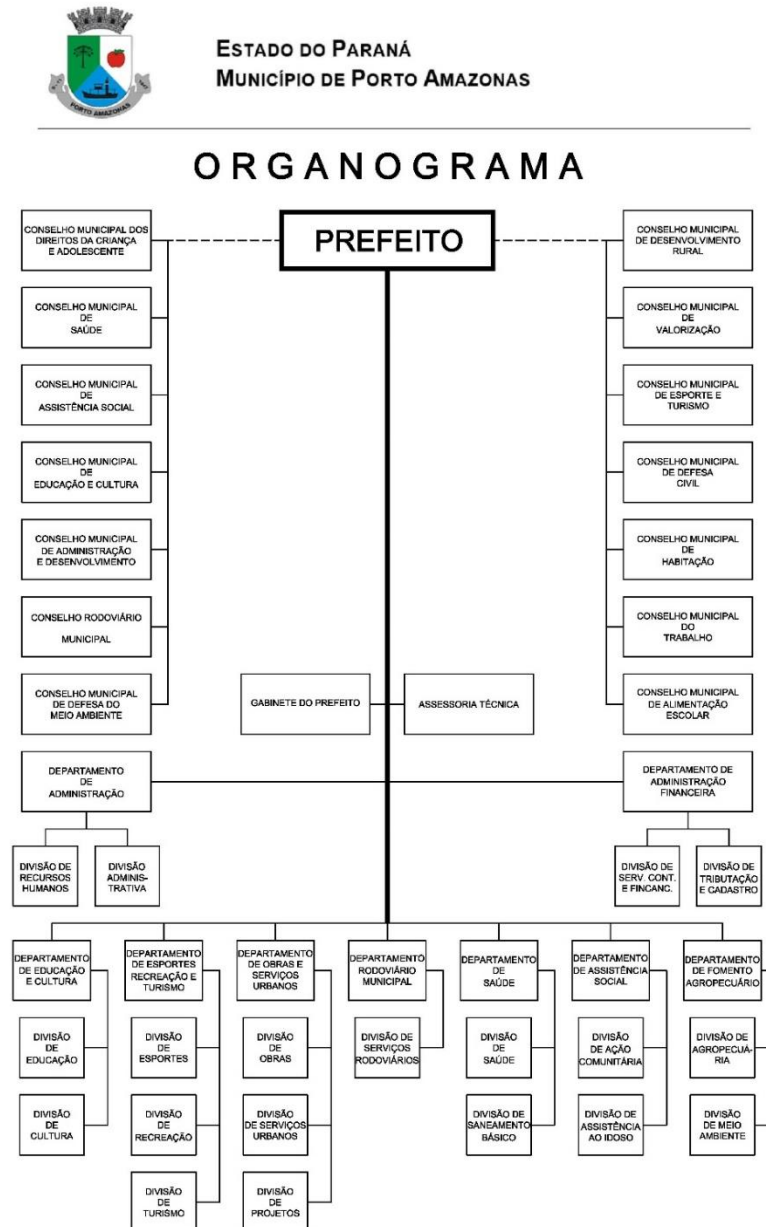 ESTADO DO PARANÁ
MUNICÍPIO DE PORTO AMAZONAS
PORTO AMAZONAS
ORGANOGRAMA
PREFEITO
CONSELHO MUNICIPAL DOS
DIREITOS DA CRIANÇA
E ADOLESCENTE
CONSELHO MUNICIPAL
DE
SAÚDE
CONSELHO MUNICIPAL
DE
ASSISTÊNCIA SOCIAL
CONSELHO MUNICIPAL
DE
EDUCAÇÃO E CULTURA
CONSELHO MUNICIPAL
DE ADMINISTRAÇÃO
E DESENVOLVIMENTO
CONSELHO RODOVIÁRIO
MUNICIPAL
CONSELHO MUNICIPAL
DE DEFESA DO
MEIO AMBIENTE
CONSELHO MUNICIPAL
DE DESENVOLVIMENTO
RURAL
CONSELHO MUNICIPAL
DE
VALORIZAÇÃO
CONSELHO MUNICIPAL
DE ESPORTE E
TURISMO
CONSELHO MUNICIPAL
DE DEFESA
CIVIL
CONSELHO MUNICIPAL
DE
HABITAÇÃO
CONSELHO MUNICIPAL
DO
TRABALHO
CONSELHO MUNICIPAL
DE ALIMENTAÇÃO
ESCOLAR
GABINETE DO PREFEITO
ASSESSORIA TÉCNICA
DEPARTAMENTO
DE
ADMINISTRAÇÃO
DEPARTAMENTO DE
ADMINISTRAÇÃO
FINANCEIRA
DIVISÃO DE
RECURSOS
HUMANOS
DIVISÃO
ADMINIS-
TRATIVA
DIVISÃO DE
SERV. CONT.
E FINCANC.
DIVISÃO DE
TRIBUTAÇÃO
E CADASTRO
DEPARTAMENTO
DE EDUCAÇÃO
E CULTURA
DIVISÃO
DE
EDUCAÇÃO
DIVISÃO
DE
CULTURA
DEPARTAMENTO
DE ESPORTES
RECREAÇÃO E
TURISMO
DIVISÃO
DE
ESPORTES
DIVISÃO
DE
RECREAÇÃO
DIVISÃO
DE
TURISMO
DEPARTAMENTO
DE OBRAS E
SERVIÇOS
URBANOS
DIVISÃO
DE
OBRAS
DIVISÃO
DE SERVIÇOS
URBANOS
DIVISÃO
DE
PROJETOS
DEPARTAMENTO
RODOVIÁRIO
MUNICIPAL
DIVISÃO DE
SERVIÇOS
RODOVIÁRIOS
DEPARTAMENTO
DE
SAÚDE
DIVISÃO
DE
SAÚDE
DIVISÃO DE
SANEAMENTO
BÁSICO
DEPARTAMENTO
DE ASSISTÊNCIA
SOCIAL
DIVISÃO
DE AÇÃO
COMUNITÁRIA
DIVISÃO DE
ASSISTÊNCIA
AO IDOSO
DEPARTAMENTO
DE FOMENTO
AGROPECUÁRIO
DIVISÃO DE
AGROPECUÁ-
RIA
DIVISÃO
DE MEIO
AMBIENTE